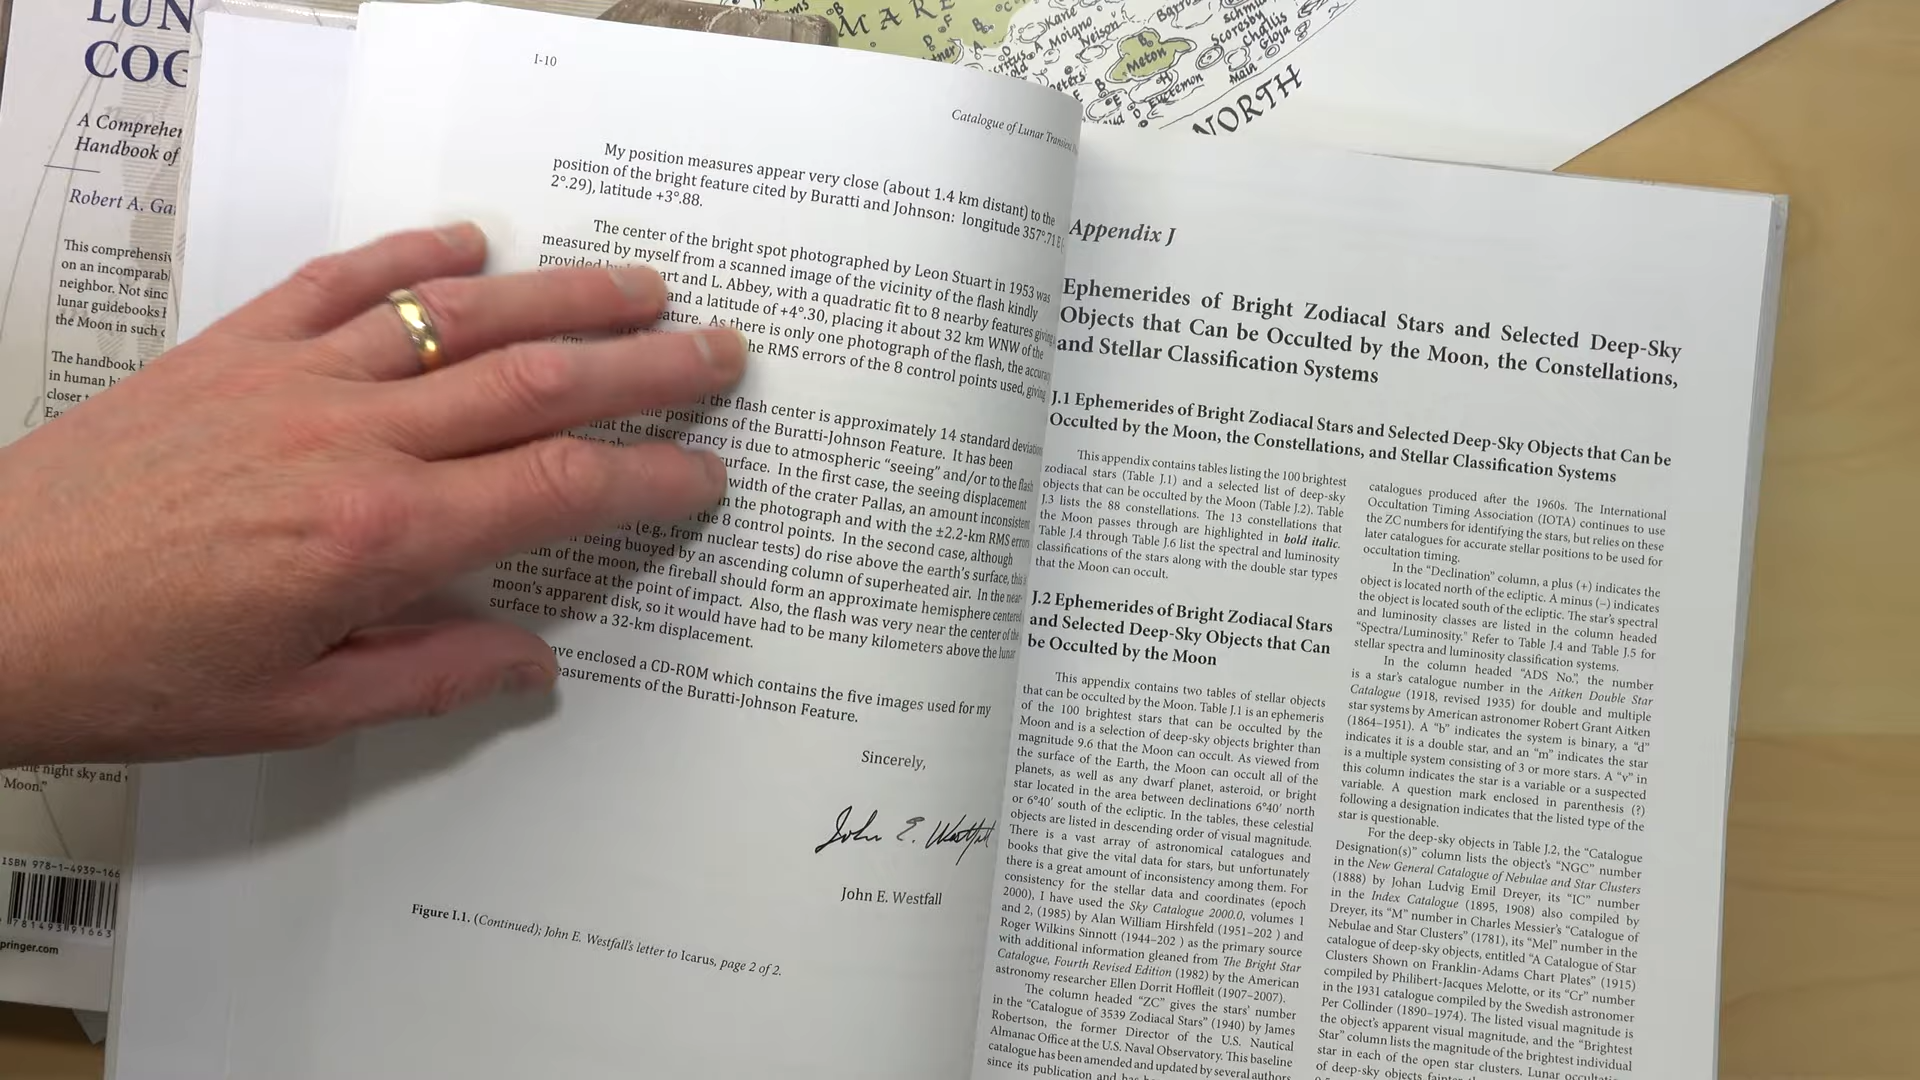 LUN
COG
A Comprehen
Handbook of
Robert A. Ga
This comprehensiv
on an incomparabl
neighbor. Not sinc
lunar guidebooks h
the Moon in such c
The handbook
in human h
closer t
Ea
the night sky and
Moon."
ISBN 978-1-4939-166
781493 91663
pringer.com
MARE
Kane
Moigno
Neison
Barro
Schmi
Challis
Scoresby
Gioja
Main
Meton
Euctemon
NORTH
I-10
Catalogue of Lunar Transient
My position measures appear very close (about 1.4 km distant) to the
position of the bright feature cited by Buratti and Johnson: longitude 357°.71 E (
2°.29), latitude +3°.88.
The center of the bright spot photographed by Leon Stuart in 1953 was
measured by myself from a scanned image of the vicinity of the flash kindly
provided by art and L. Abbey, with a quadratic fit to 8 nearby features giving
and a latitude of +4°.30, placing it about 32 km WNW of the
eature. As there is only one photograph of the flash, the accuracy
he RMS errors of the 8 control points used, giving
2 km
of the flash center is approximately 14 standard deviation
he positions of the Buratti-Johnson Feature. It has been
that the discrepancy is due to atmospheric "seeing" and/or to the flash
urface. In the first case, the seeing displacement
width of the crater Pallas, an amount inconsistent
n the photograph and with the ±2.2-km RMS error
the 8 control points. In the second case, although
(e.g., from nuclear tests) do rise above the earth's surface, this is
being buoyed by an ascending column of superheated air. In the near-
um of the moon, the fireball should form an approximate hemisphere centered
on the surface at the point of impact. Also, the flash was very near the center of the
moon's apparent disk, so it would have had to be many kilometers above the lunar
surface to show a 32-km displacement.
ave enclosed a CD-ROM which contains the five images used for my
easurements of the Buratti-Johnson Feature.
Sincerely,
John E. Westfall
John E. Westfall
Figure I.1. (Continued); John E. Westfall's letter to Icarus, page 2 of 2.
Appendix J
Ephemerides of Bright Zodiacal Stars and Selected Deep-Sky
Objects that Can be Occulted by the Moon, the Constellations,
and Stellar Classification Systems
J.1 Ephemerides of Bright Zodiacal Stars and Selected Deep-Sky Objects that Can be
Occulted by the Moon, the Constellations, and Stellar Classification Systems
This appendix contains tables listing the 100 brightest
zodiacal stars (Table J.1) and a selected list of deep-sky
objects that can be occulted by the Moon (Table J.2). Table
J.3 lists the 88 constellations. The 13 constellations that
the Moon passes through are highlighted in bold italic.
Table J.4 through Table J.6 list the spectral and luminosity
classifications of the stars along with the double star types
that the Moon can occult.
J.2 Ephemerides of Bright Zodiacal Stars
and Selected Deep-Sky Objects that Can
be Occulted by the Moon
This appendix contains two tables of stellar objects
that can be occulted by the Moon. Table J.1 is an ephemeris
of the 100 brightest stars that can be occulted by the
Moon and is a selection of deep-sky objects brighter than
magnitude 9.6 that the Moon can occult. As viewed from
the surface of the Earth, the Moon can occult all of the
planets, as well as any dwarf planet, asteroid, or bright
star located in the area between declinations 6°40′ north
or 6°40′ south of the ecliptic. In the tables, these celestial
objects are listed in descending order of visual magnitude.
There is a vast array of astronomical catalogues and
books that give the vital data for stars, but unfortunately
there is a great amount of inconsistency among them. For
consistency for the stellar data and coordinates (epoch
2000), I have used the Sky Catalogue 2000.0, volumes 1
and 2, (1985) by Alan William Hirshfeld (1951–202 ) and
Roger Wilkins Sinnott (1944–202 ) as the primary source
with additional information gleaned from The Bright Star
Catalogue, Fourth Revised Edition (1982) by the American
astronomy researcher Ellen Dorrit Hoffleit (1907–2007).
The column headed "ZC" gives the stars' number
in the "Catalogue of 3539 Zodiacal Stars" (1940) by James
Robertson, the former Director of the U.S. Nautical
Almanac Office at the U.S. Naval Observatory. This baseline
catalogue has been amended and updated by several authors
since its publication and has
catalogues produced after the 1960s. The International
Occultation Timing Association (IOTA) continues to use
the ZC numbers for identifying the stars, but relies on these
later catalogues for accurate stellar positions to be used for
occultation timing.
In the "Declination" column, a plus (+) indicates the
object is located north of the ecliptic. A minus (–) indicates
the object is located south of the ecliptic. The star's spectral
and luminosity classes are listed in the column headed
"Spectra/Luminosity." Refer to Table J.4 and Table J.5 for
stellar spectra and luminosity classification systems.
In the column headed "ADS No.", the number
is a star's catalogue number in the Aitken Double Star
Catalogue (1918, revised 1935) for double and multiple
star systems by American astronomer Robert Grant Aitken
(1864–1951). A "b" indicates the system is binary, a "d"
indicates it is a double star, and an "m" indicates the star
is a multiple system consisting of 3 or more stars. A "v" in
this column indicates the star is a variable or a suspected
variable. A question mark enclosed in parenthesis (?)
following a designation indicates that the listed type of the
star is questionable.
For the deep-sky objects in Table J.2, the "Catalogue
Designation(s)" column lists the object's "NGC" number
in the New General Catalogue of Nebulae and Star Clusters
(1888) by Johan Ludvig Emil Dreyer, its "IC" number
in the Index Catalogue (1895, 1908) also compiled by
Dreyer, its "M" number in Charles Messier's "Catalogue of
Nebulae and Star Clusters" (1781), its "Mel" number in the
catalogue of deep-sky objects, entitled "A Catalogue of Star
Clusters Shown on Franklin-Adams Chart Plates" (1915)
compiled by Philibert-Jacques Melotte, or its "Cr" number
in the 1931 catalogue compiled by the Swedish astronomer
Per Collinder (1890–1974). The listed visual magnitude is
the object's apparent visual magnitude, and the "Brightest
Star" column lists the magnitude of the brightest individual
star in each of the open star clusters. Lunar
of deep-sky objects